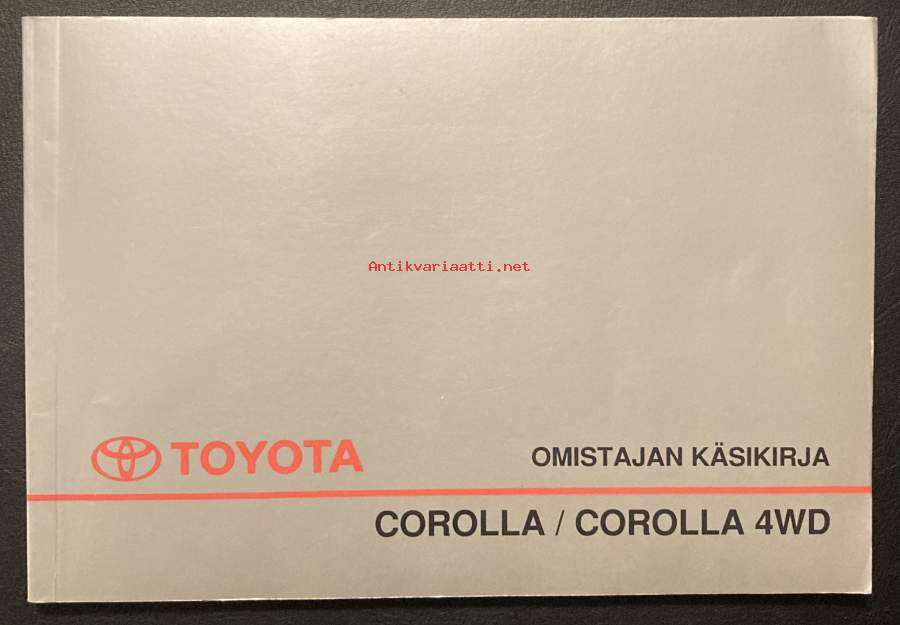 Antikvariaatti.net
TOYOTA
OMISTAJAN KÄSIKIRJA
COROLLA / COROLLA 4WD